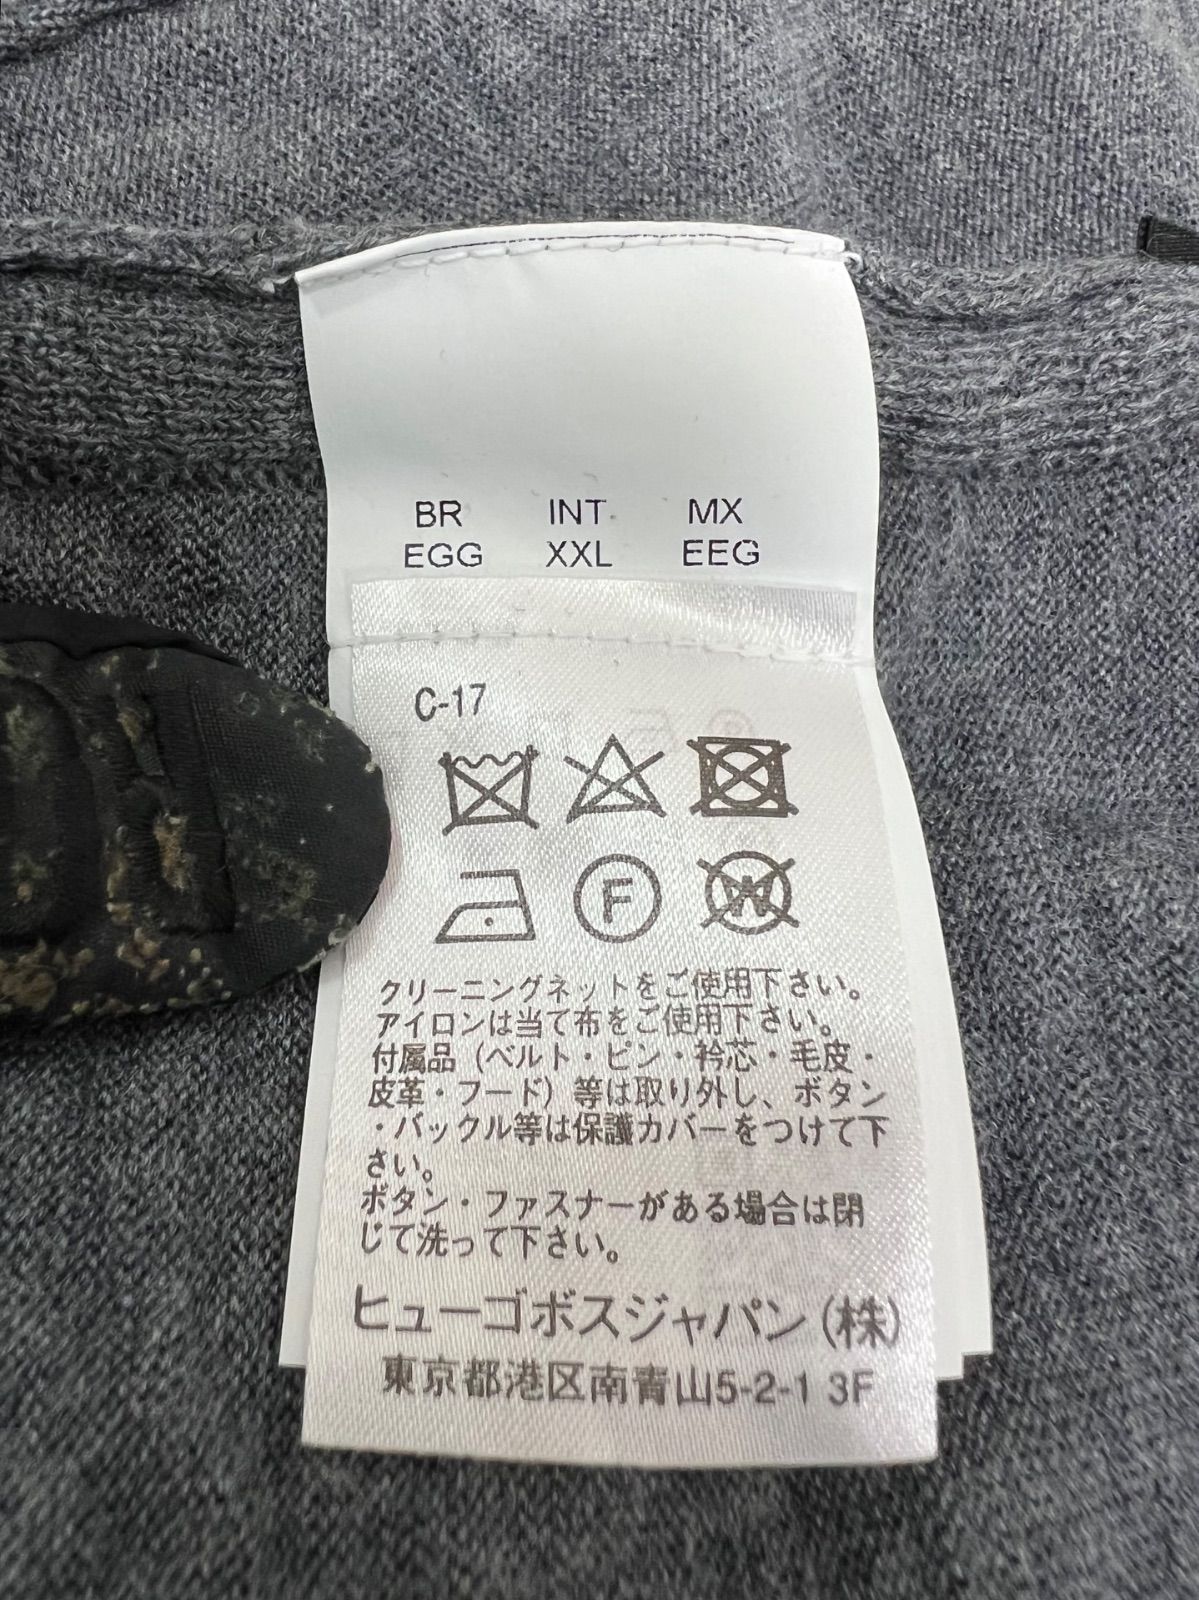 BR INT MX
EGG XXL EEG
C-17
F W
クリーニングネットをご使用下さい。
アイロンは当て布をご使用下さい。
付属品(ベルト・ピン・衿芯・毛皮・
皮革・フード)等は取り外し、ボタン
・バックル等は保護カバーをつけて下
さい。
ボタン・ファスナーがある場合は閉
じて洗って下さい。
ヒューゴボスジャパン(株)
東京都港区南青山5-2-1 3F